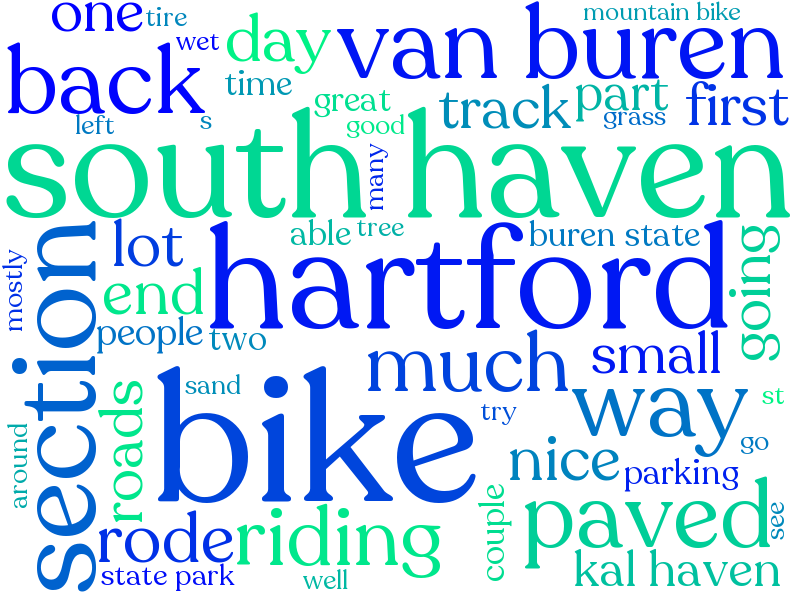 one
tire
wet
day
van buren
mountain bike
back
time
great
good
track
part
grass
first
left
s
many
south haven
mostly
section
lot
hartford
able
tree
buren state
going
end
people
two
much
small
sand
bike
try
way
st
go
around
roads
nice
parking
rode
riding
couple
paved
see
state park
well
kal haven